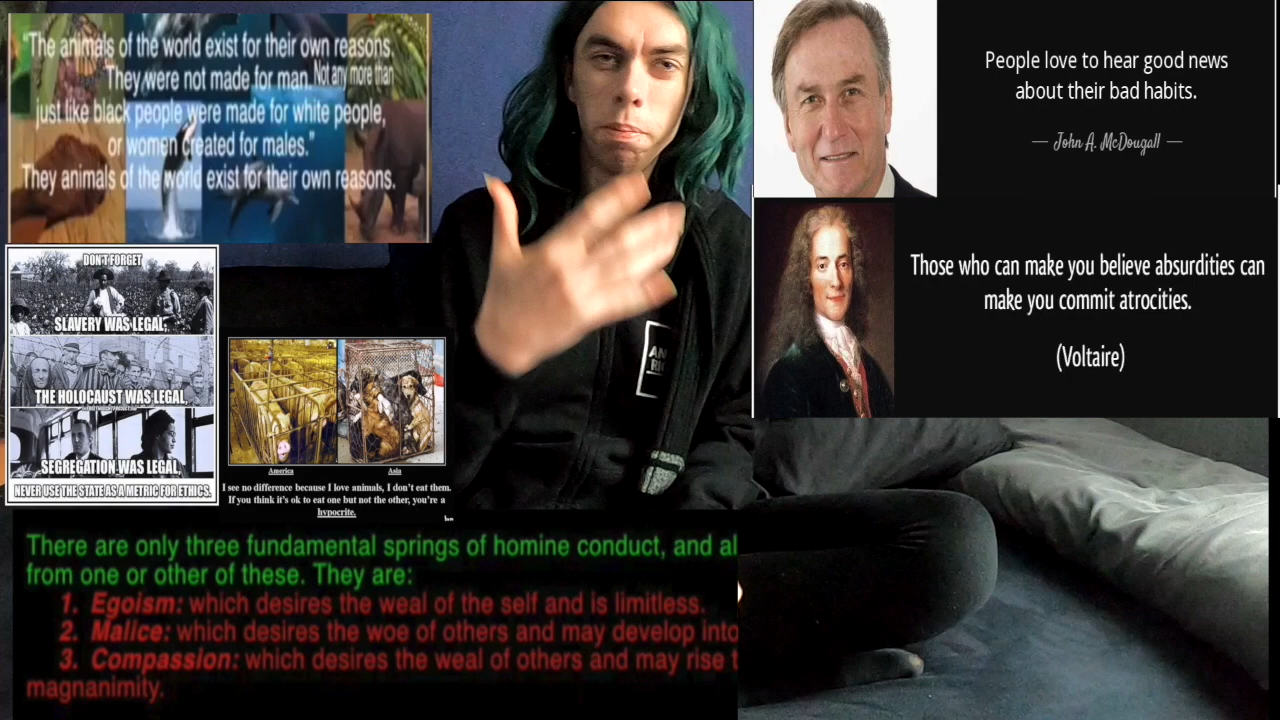 “The animals of the world exist for their own reasons.
They were not made for man. Not any more than
just like black people were made for white people,
or women created for males.”
They animals of the world exist for their own reasons.
DON'T FORGET
SLAVERY WAS LEGAL,
THE HOLOCAUST WAS LEGAL,
SEGREGATION WAS LEGAL,
NEVER USE THE STATE AS A METRIC FOR ETHICS.
America
Asia
I see no difference because I love animals, I don't eat them.
If you think it's ok to eat one but not the other, you're a
hypocrite.
AN
RI
People love to hear good news
about their bad habits.
— John A. McDougall —
Those who can make you believe absurdities can
make you commit atrocities.
(Voltaire)
There are only three fundamental springs of homine conduct, and al
from one or other of these. They are:
1. Egoism: which desires the weal of the self and is limitless.
2. Malice: which desires the woe of others and may develop into
3. Compassion: which desires the weal of others and may rise t
magnanimity.